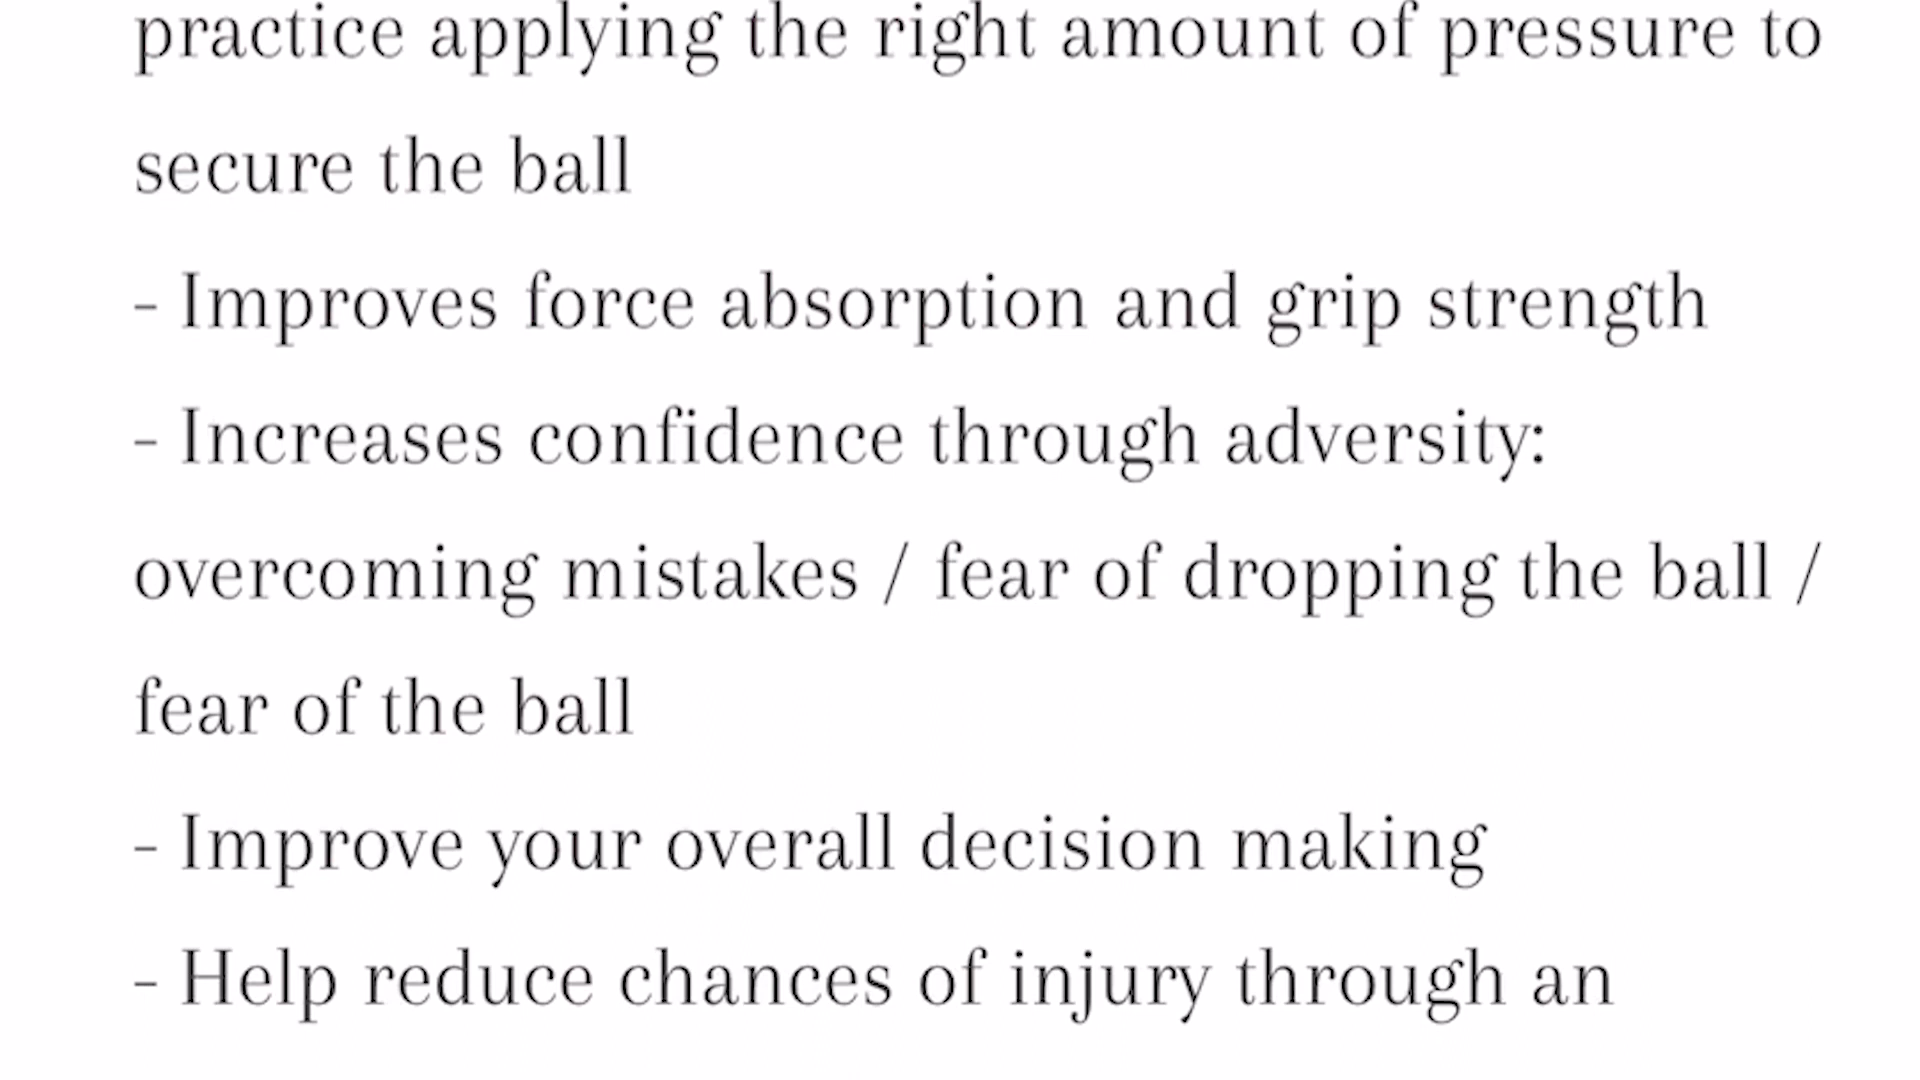 practice applying the right amount of pressure to
secure the ball
- Improves force absorption and grip strength
- Increases confidence through adversity:
overcoming mistakes / fear of dropping the ball /
fear of the ball
- Improve your overall decision making
- Help reduce chances of injury through an